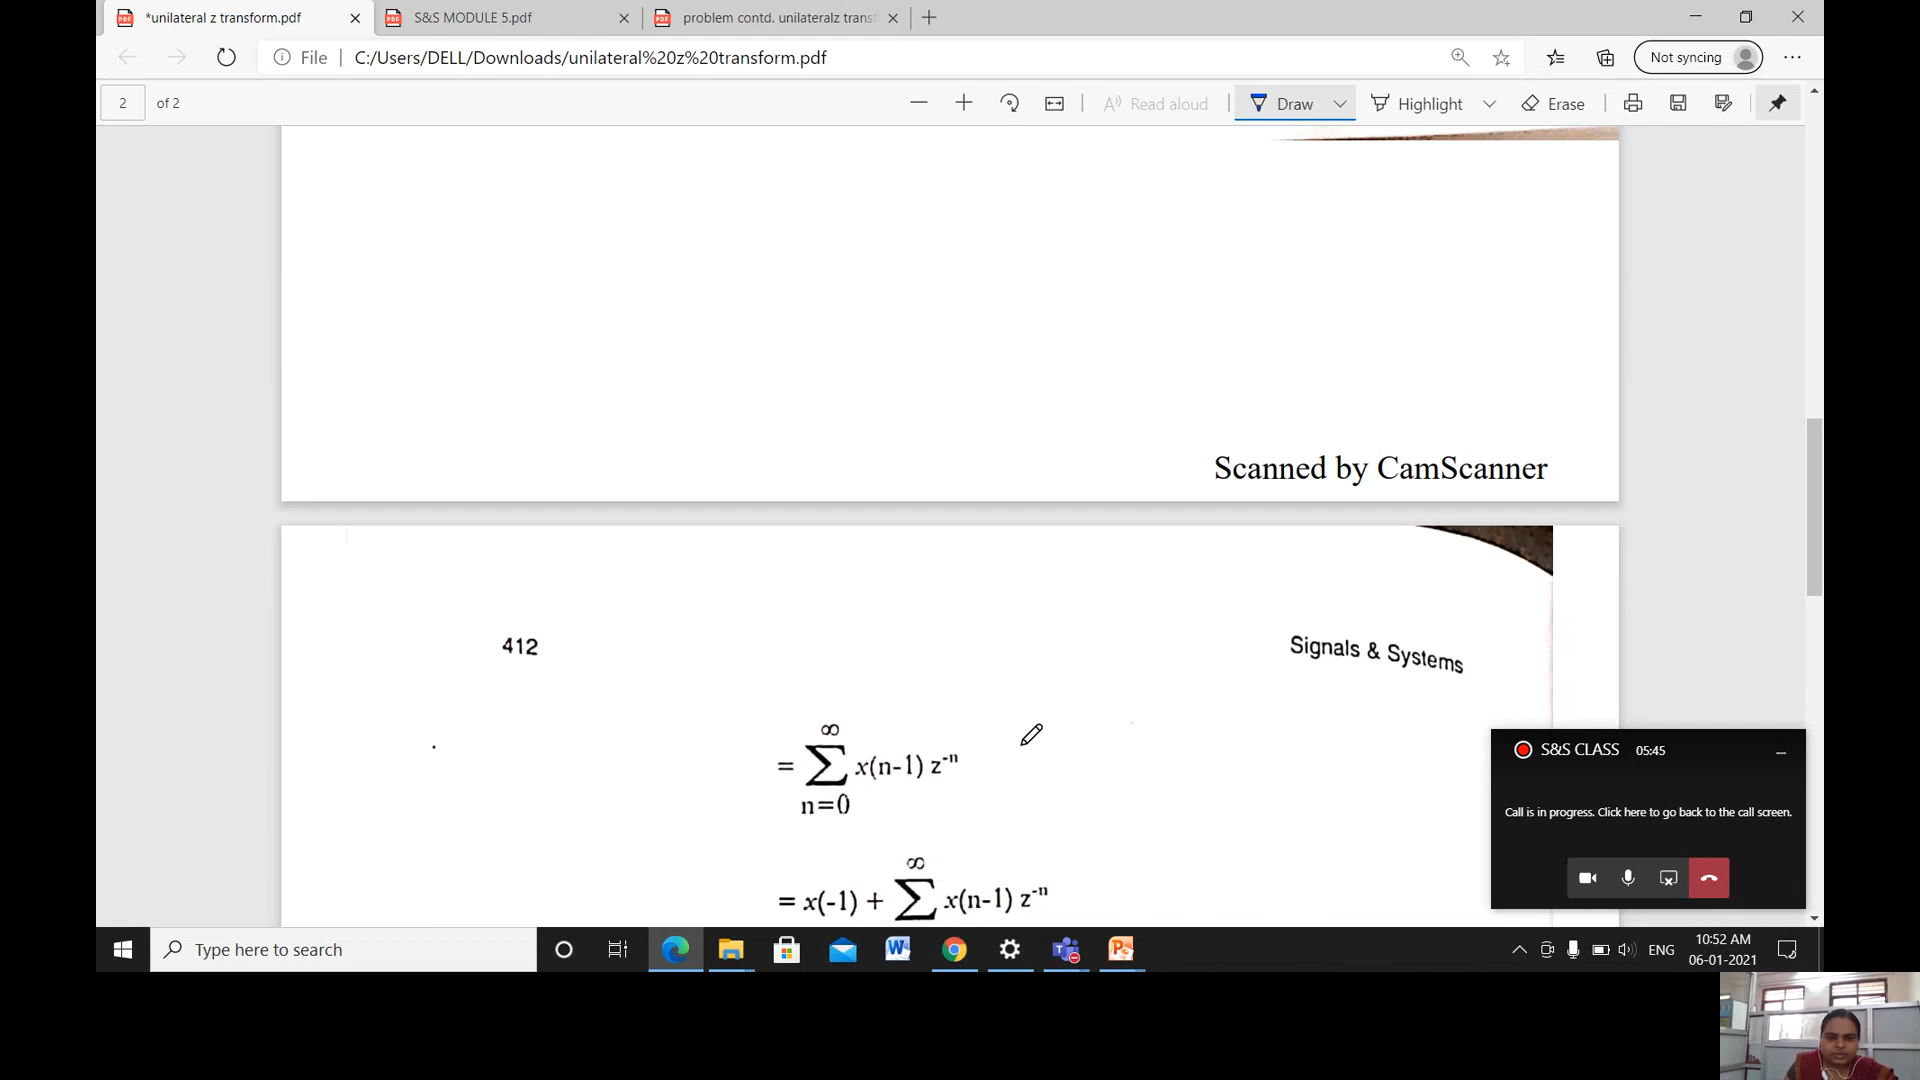 *unilateral z transform.pdf
S&S MODULE 5.pdf
problem contd. unilateralz transf
File
C:/Users/DELL/Downloads/unilateral%20z%20transform.pdf
Not syncing
2 of 2
Read aloud
Draw
Highlight
Erase
Scanned by CamScanner
412
Signals & Systems
∞
= ∑ x(n-1) z⁻ⁿ
n=0
∞
= x(-1) + ∑ x(n-1) z⁻ⁿ
S&S CLASS 05:45
Call is in progress. Click here to go back to the call screen.
Type here to search
ENG
10:52 AM
06-01-2021